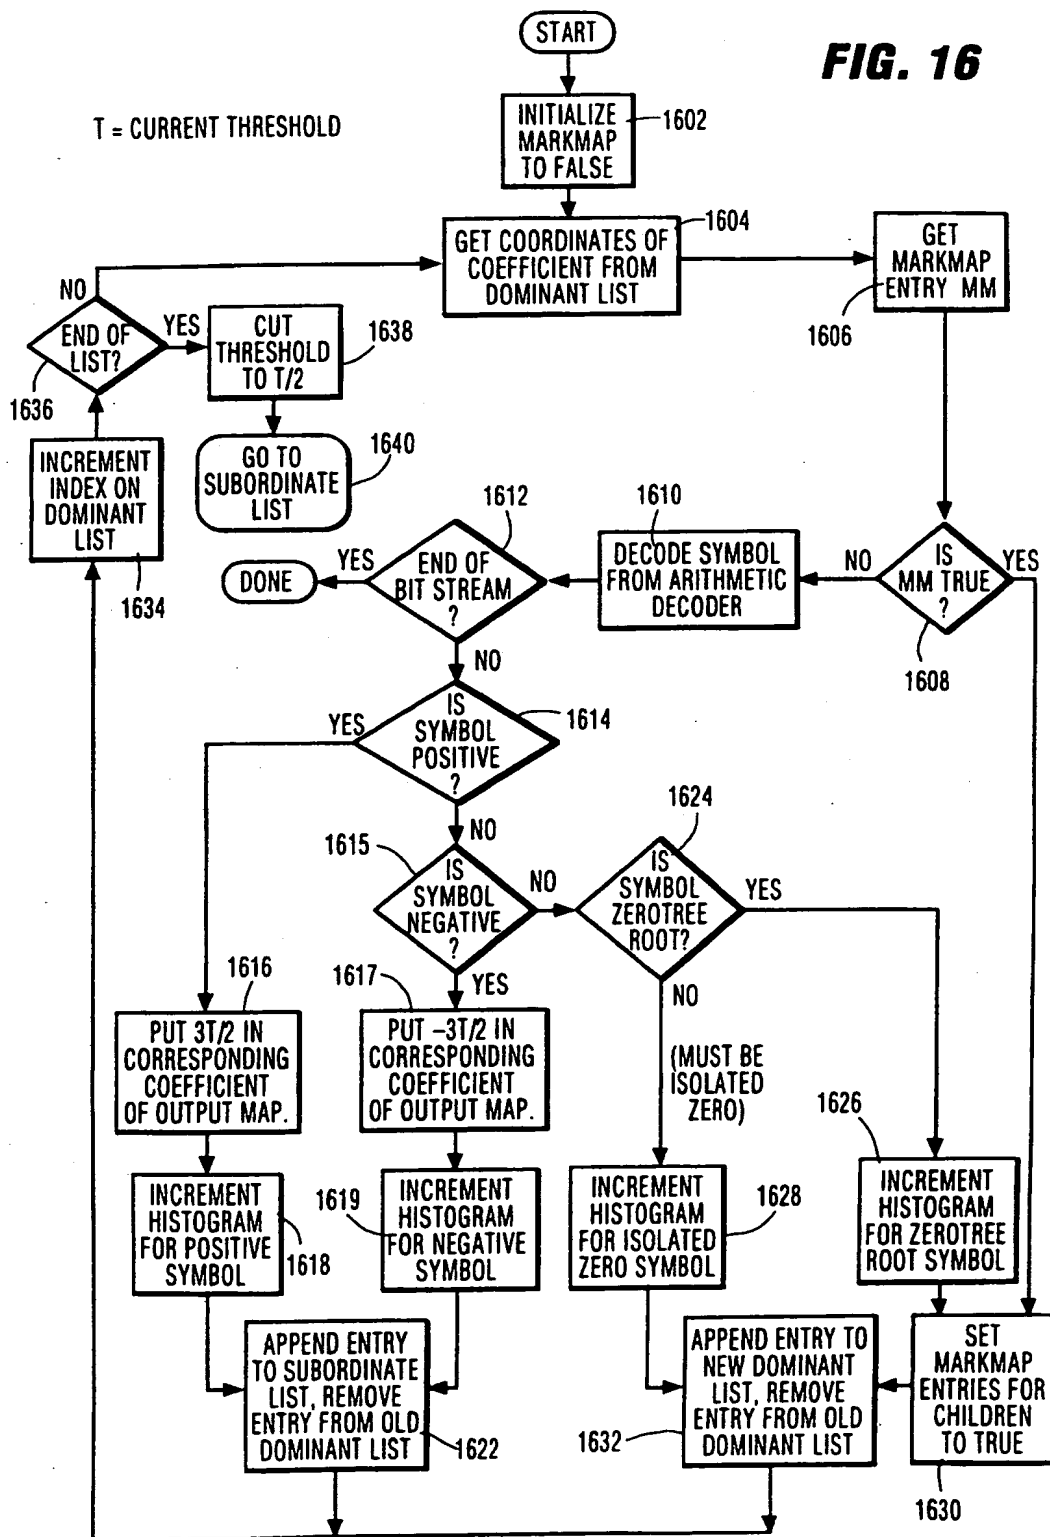 START
FIG. 16
T = CURRENT THRESHOLD
INITIALIZE
MARKMAP
TO FALSE
1602
GET COORDINATES OF
COEFFICIENT FROM
DOMINANT LIST
1604
GET
MARKMAP
ENTRY MM
1606
NO
END OF
LIST?
YES
1636
CUT
THRESHOLD
TO T/2
1638
GO TO
SUBORDINATE
LIST
1640
INCREMENT
INDEX ON
DOMINANT
LIST
1634
DONE
YES
END OF
BIT STREAM
?
1612
NO
DECODE SYMBOL
FROM ARITHMETIC
DECODER
1610
NO
IS
MM TRUE
?
YES
1608
YES
IS
SYMBOL
POSITIVE
?
1614
NO
1615
IS
SYMBOL
NEGATIVE
?
NO
YES
1624
IS
SYMBOL
ZEROTREE
ROOT?
YES
NO
(MUST BE
ISOLATED
ZERO)
1616
PUT 3T/2 IN
CORRESPONDING
COEFFICIENT
OF OUTPUT MAP.
1617
PUT –3T/2 IN
CORRESPONDING
COEFFICIENT
OF OUTPUT MAP.
INCREMENT
HISTOGRAM
FOR POSITIVE
SYMBOL
1618
INCREMENT
HISTOGRAM
FOR NEGATIVE
SYMBOL
1619
INCREMENT
HISTOGRAM
FOR ISOLATED
ZERO SYMBOL
1628
1626
INCREMENT
HISTOGRAM
FOR ZEROTREE
ROOT SYMBOL
APPEND ENTRY
TO SUBORDINATE
LIST, REMOVE
ENTRY FROM OLD
DOMINANT LIST
1622
APPEND ENTRY TO
NEW DOMINANT
LIST, REMOVE
ENTRY FROM OLD
DOMINANT LIST
1632
SET
MARKMAP
ENTRIES FOR
CHILDREN
TO TRUE
1630